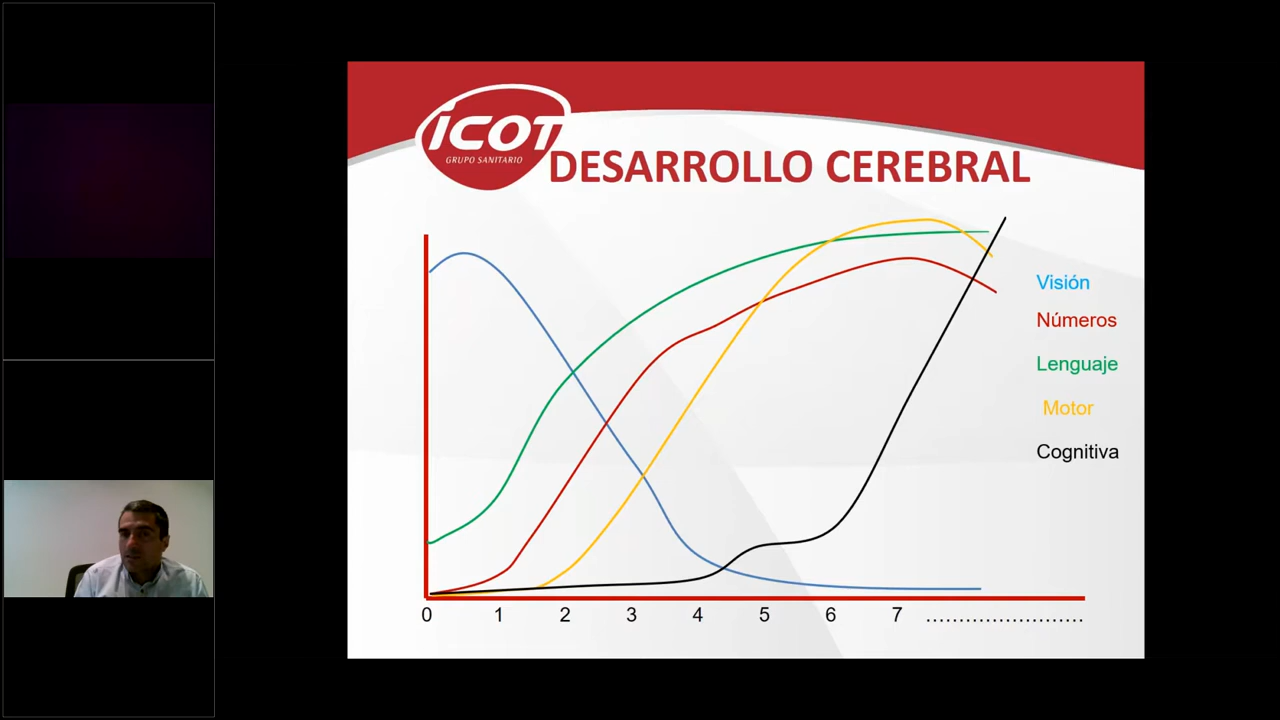 iCOT
GRUPO SANITARIO
DESARROLLO CEREBRAL
Visión
Números
Lenguaje
Motor
Cognitiva
0 1 2 3 4 5 6 7 ........................